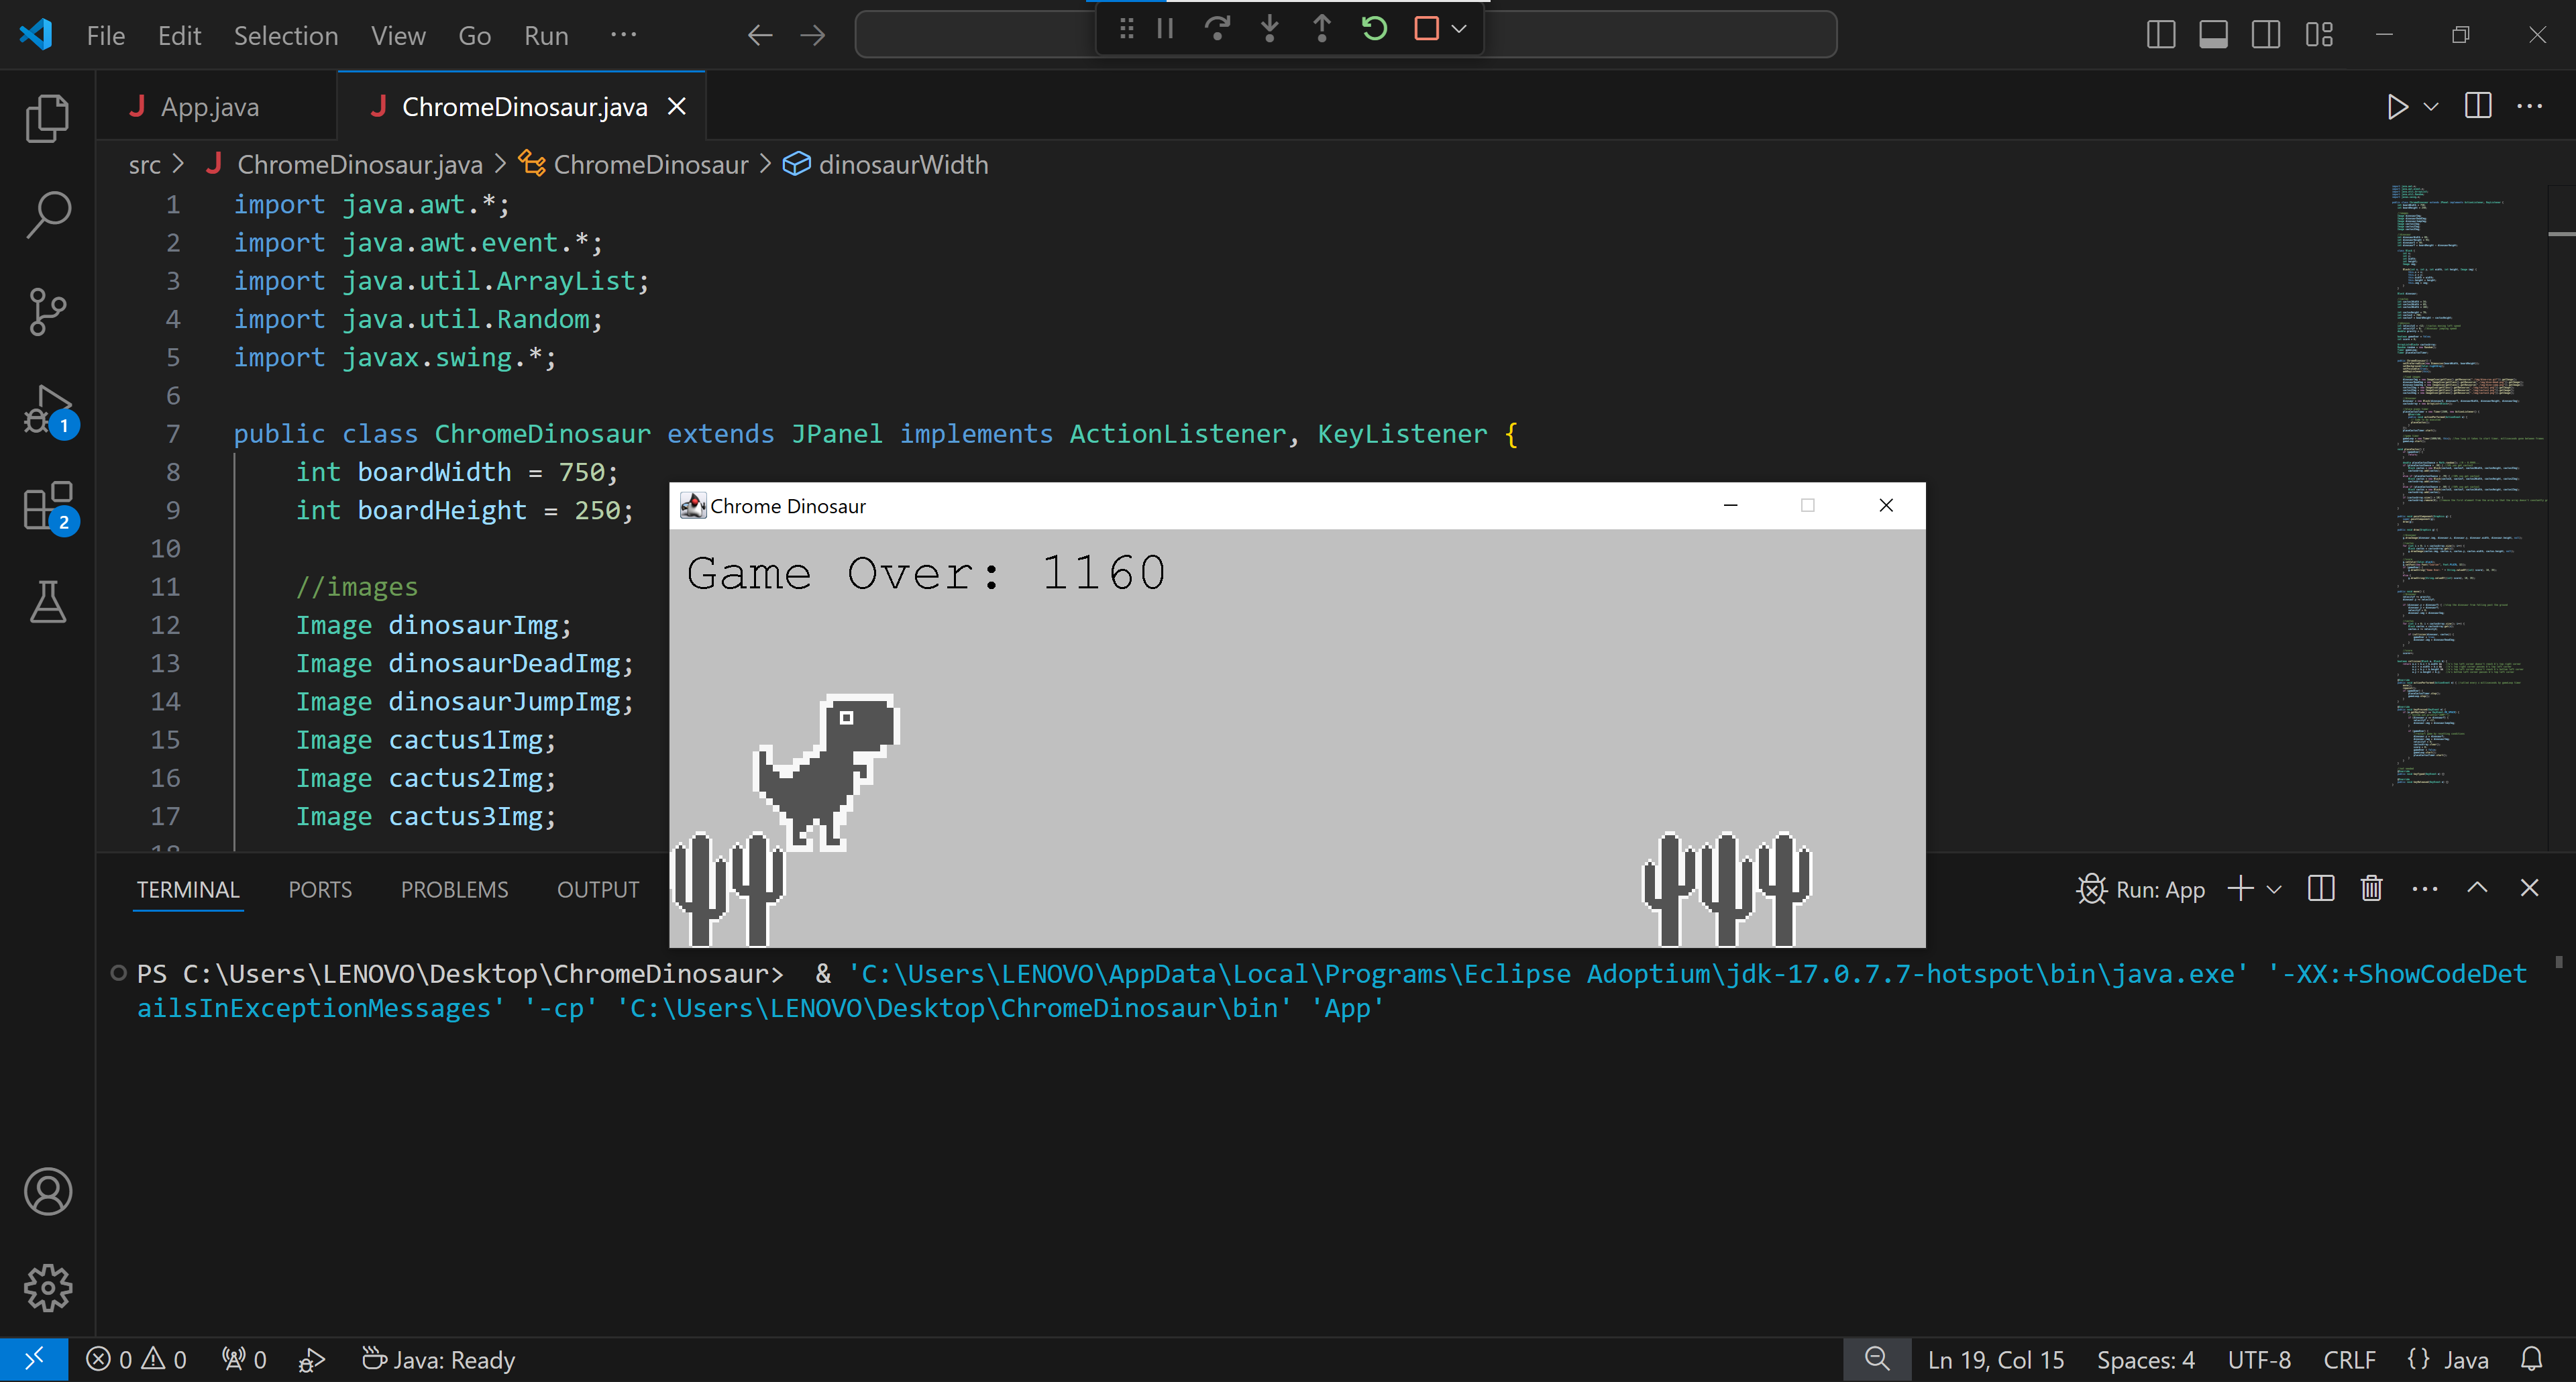 File Edit Selection View Go Run ···
App.java ChromeDinosaur.java
src > ChromeDinosaur.java > ChromeDinosaur > dinosaurWidth
1 import java.awt.*;
2 import java.awt.event.*;
3 import java.util.ArrayList;
4 import java.util.Random;
5 import javax.swing.*;
6
7 public class ChromeDinosaur extends JPanel implements ActionListener, KeyListener {
8 int boardWidth = 750;
9 int boardHeight = 250;
10
11 //images
12 Image dinosaurImg;
13 Image dinosaurDeadImg;
14 Image dinosaurJumpImg;
15 Image cactus1Img;
16 Image cactus2Img;
17 Image cactus3Img;
18
1
2
Chrome Dinosaur
Game Over: 1160
TERMINAL PORTS PROBLEMS OUTPUT
Run: App
PS C:\Users\LENOVO\Desktop\ChromeDinosaur> & 'C:\Users\LENOVO\AppData\Local\Programs\Eclipse Adoptium\jdk-17.0.7.7-hotspot\bin\java.exe' '-XX:+ShowCodeDet
ailsInExceptionMessages' '-cp' 'C:\Users\LENOVO\Desktop\ChromeDinosaur\bin' 'App'
0 0 0 Java: Ready Ln 19, Col 15 Spaces: 4 UTF-8 CRLF {} Java